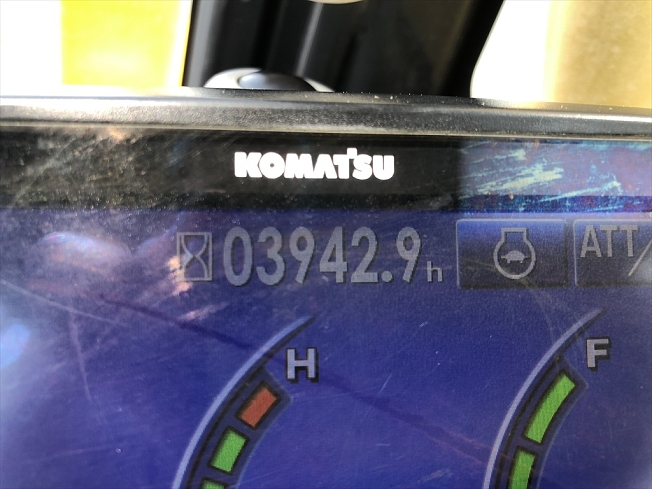 KOMATSU
03942.9h ATT/
H F